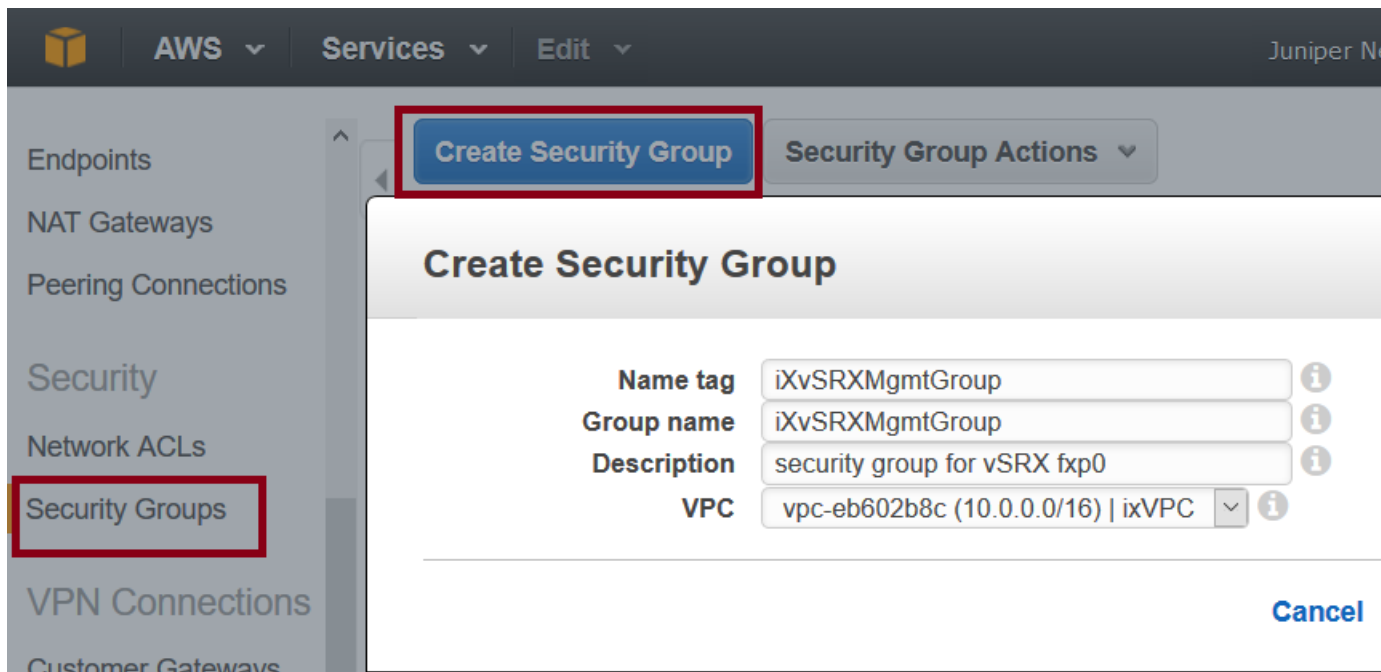 AWS Services Edit Juniper Ne
Endpoints
NAT Gateways
Peering Connections
Security
Network ACLs
Security Groups
VPN Connections
Customer Gateways
Create Security Group Security Group Actions
Create Security Group
Name tag iXvSRXMgmtGroup
Group name iXvSRXMgmtGroup
Description security group for vSRX fxp0
VPC vpc-eb602b8c (10.0.0.0/16) | ixVPC
Cancel